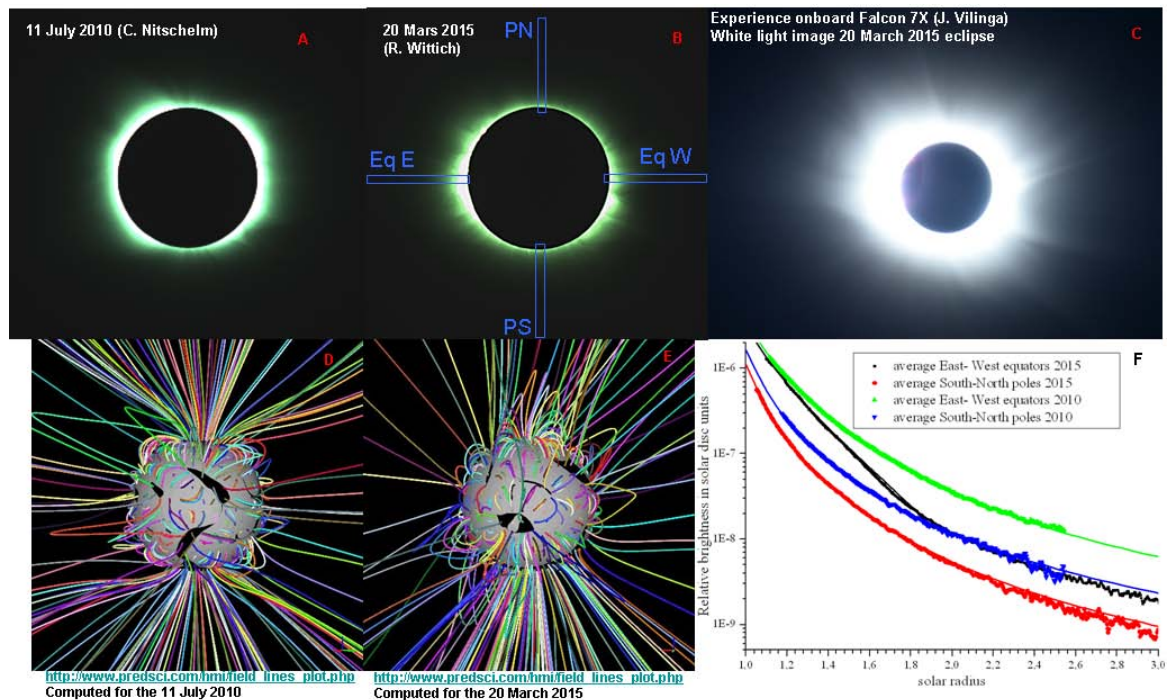 11 July 2010 (C. Nitschelm)
A
20 Mars 2015
(R. Wittich)
PN
B
Eq E
Eq W
PS
Experience onboard Falcon 7X (J. Vilinga)
White light image 20 March 2015 eclipse
C
D
http://www.predsci.com/hmi/field_lines_plot.php
Computed for the 11 July 2010
E
http://www.predsci.com/hmi/field_lines_plot.php
Computed for the 20 March 2015
F
average East- West equators 2015
average South-North poles 2015
average East- West equators 2010
average South-North poles 2010
Relative brightness in solar disc units
1E-6
1E-7
1E-8
1E-9
1.0 1.2 1.4 1.6 1.8 2.0 2.2 2.4 2.6 2.8 3.0
solar radius